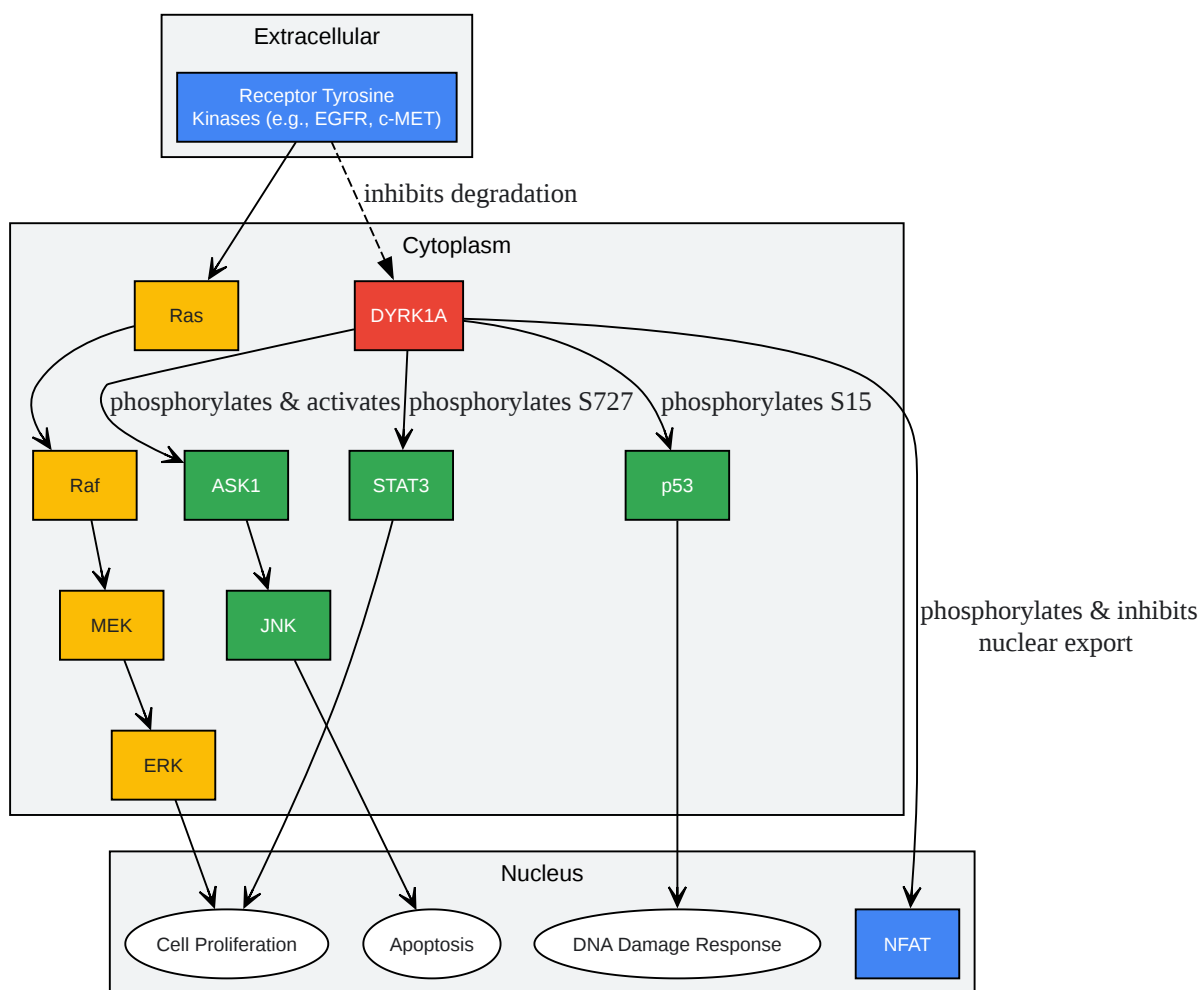 Extracellular
Receptor Tyrosine
Kinases (e.g., EGFR, c-MET)
inhibits degradation
Cytoplasm
Ras
DYRK1A
phosphorylates & activates
phosphorylates S727
phosphorylates S15
Raf
ASK1
STAT3
p53
MEK
JNK
phosphorylates & inhibits
nuclear export
ERK
Nucleus
Cell Proliferation
Apoptosis
DNA Damage Response
NFAT